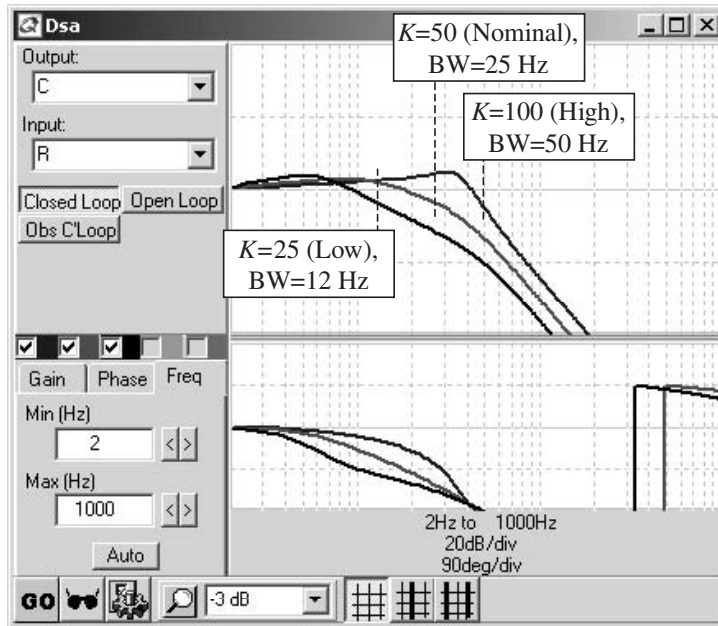 Dsa
Output:
C
Input:
R
Closed Loop Open Loop
Obs C'Loop
K=50 (Nominal),
BW=25 Hz
K=100 (High),
BW=50 Hz
K=25 (Low),
BW=12 Hz
Gain Phase Freq
Min (Hz)
2
< >
Max (Hz)
1000
< >
Auto
2Hz to 1000Hz
20dB/div
90deg/div
GO
-3 dB